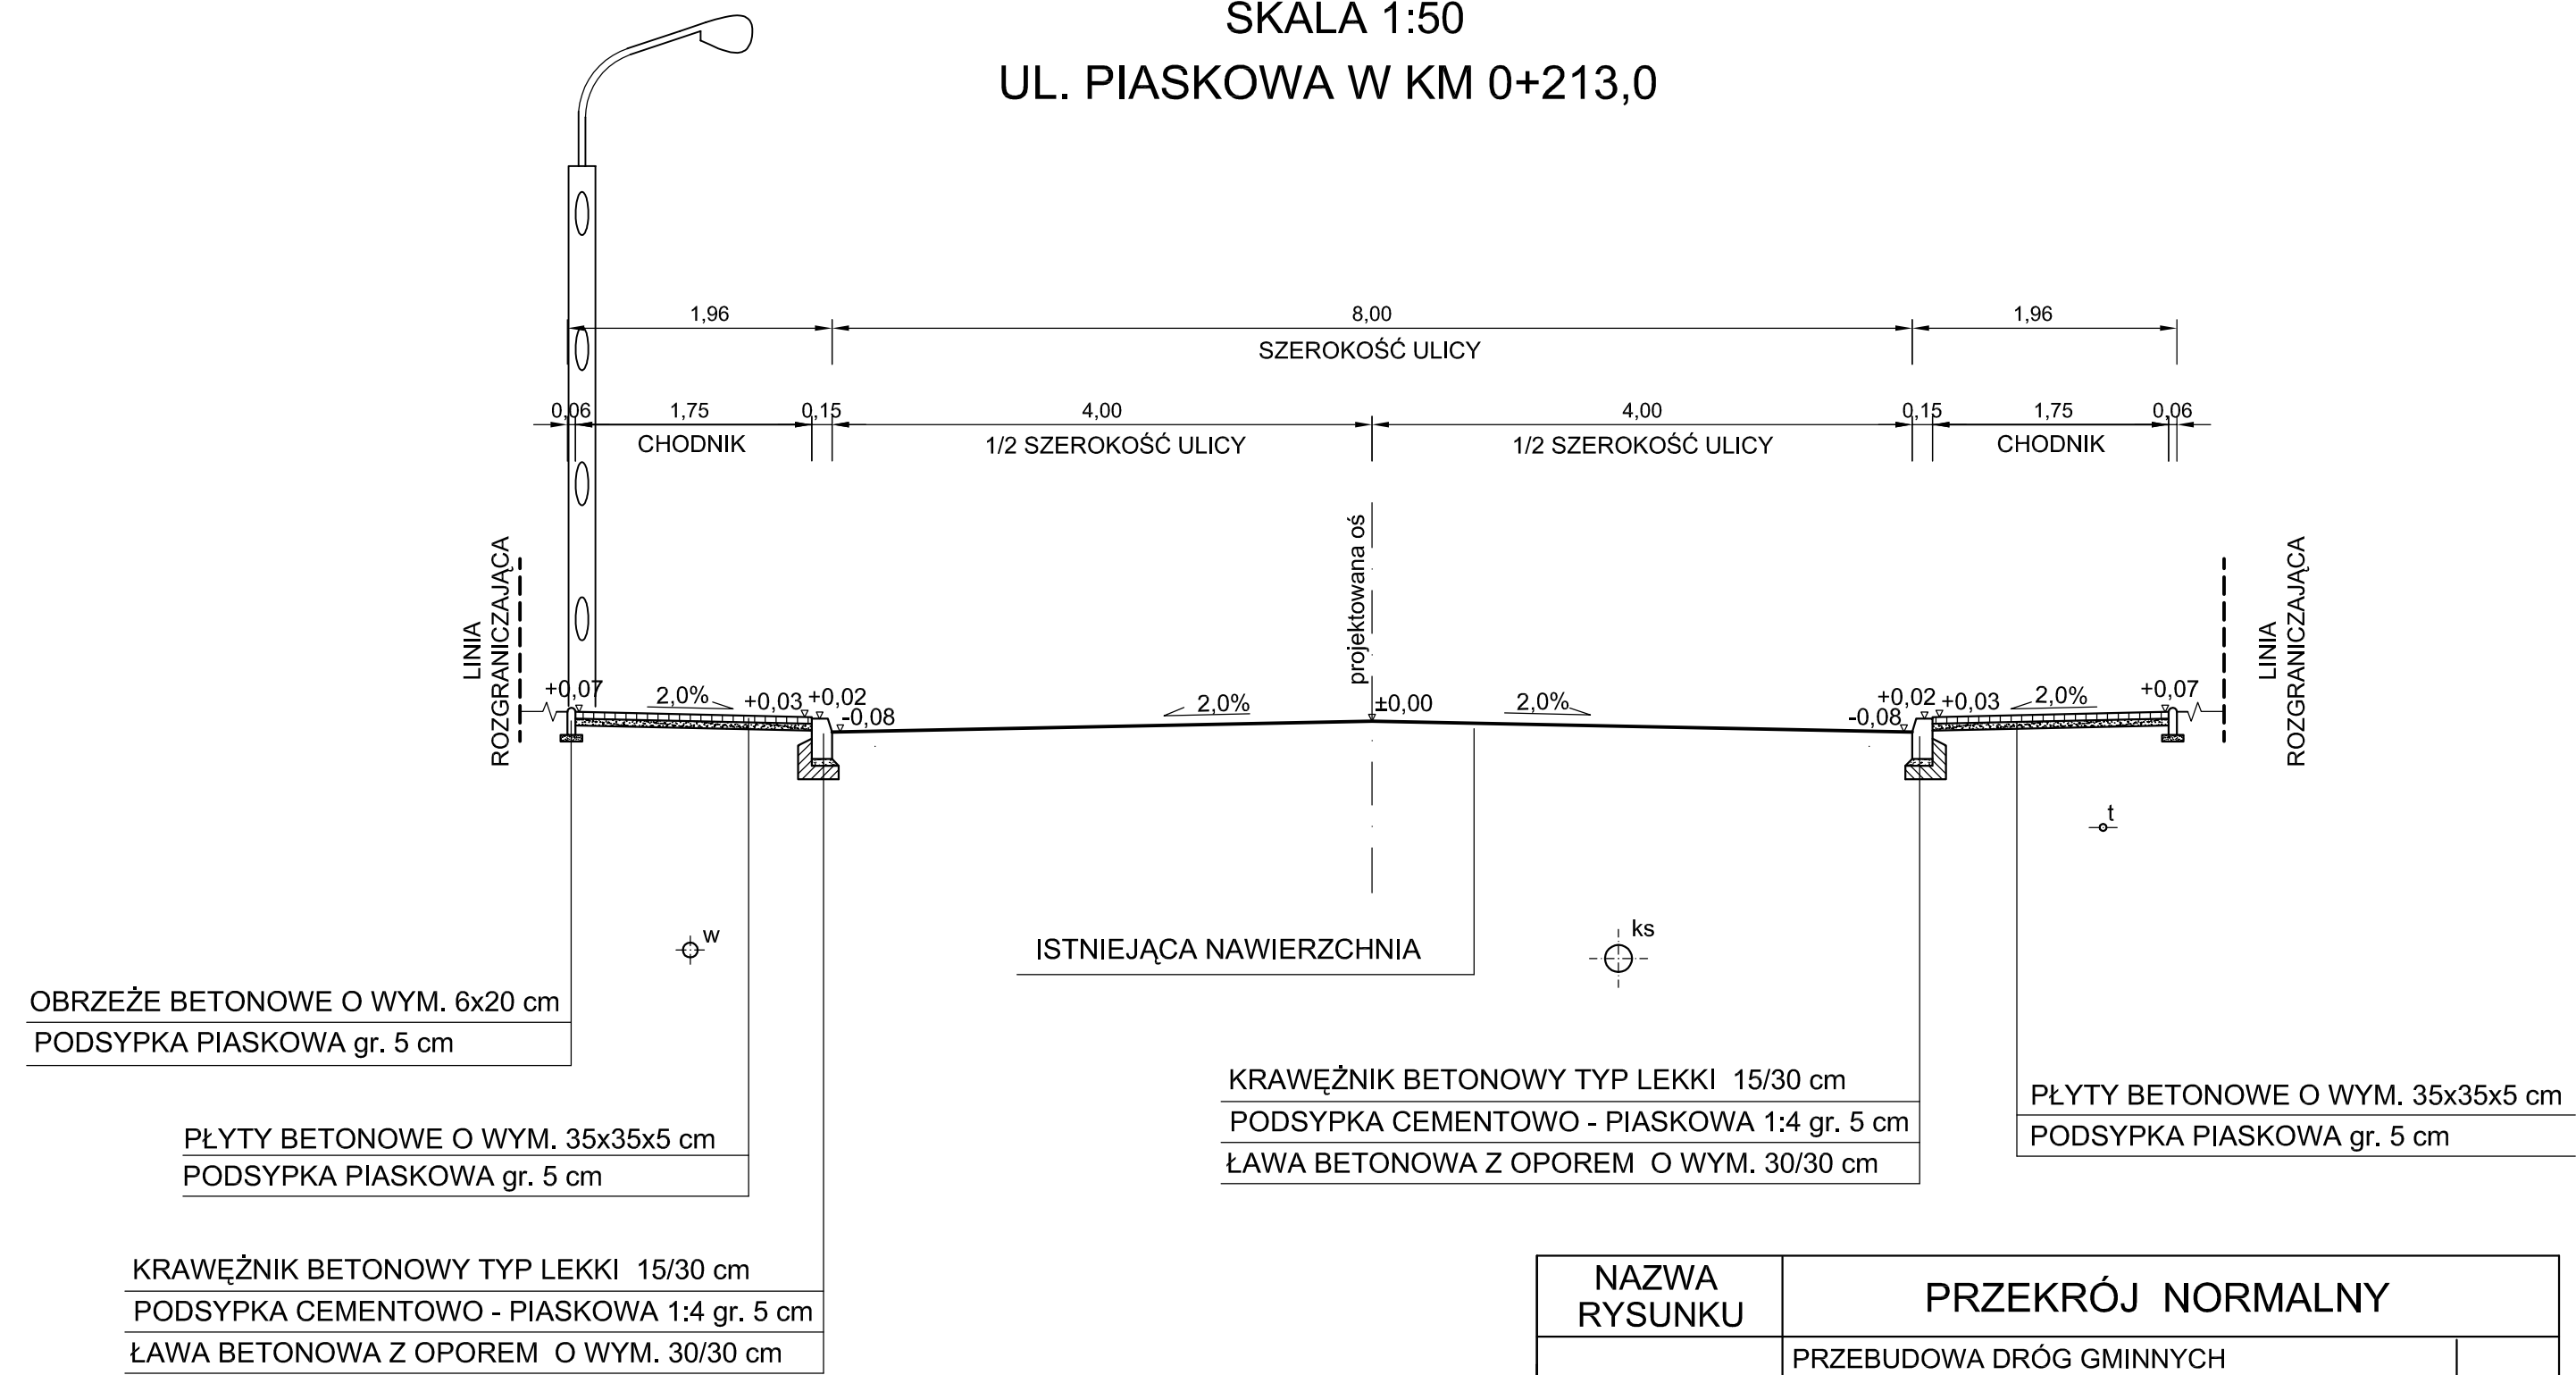 SKALA 1:50
UL. PIASKOWA W KM 0+213,0
1,96
8,00
1,96
SZEROKOŚĆ ULICY
0,06
1,75
0,15
4,00
4,00
0,15
1,75
0,06
CHODNIK
1/2 SZEROKOŚĆ ULICY
1/2 SZEROKOŚĆ ULICY
CHODNIK
LINIA
ROZGRANICZAJĄCA
projektowana oś
LINIA
ROZGRANICZAJĄCA
+0,07
2,0%
+0,03
+0,02
-0,08
2,0%
±0,00
2,0%
-0,08
+0,02
+0,03
2,0%
+0,07
t
w
ks
ISTNIEJĄCA NAWIERZCHNIA
OBRZEŻE BETONOWE O WYM. 6x20 cm
PODSYPKA PIASKOWA gr. 5 cm
PŁYTY BETONOWE O WYM. 35x35x5 cm
PODSYPKA PIASKOWA gr. 5 cm
KRAWĘŻNIK BETONOWY TYP LEKKI 15/30 cm
PODSYPKA CEMENTOWO - PIASKOWA 1:4 gr. 5 cm
ŁAWA BETONOWA Z OPOREM O WYM. 30/30 cm
KRAWĘŻNIK BETONOWY TYP LEKKI 15/30 cm
PODSYPKA CEMENTOWO - PIASKOWA 1:4 gr. 5 cm
ŁAWA BETONOWA Z OPOREM O WYM. 30/30 cm
PŁYTY BETONOWE O WYM. 35x35x5 cm
PODSYPKA PIASKOWA gr. 5 cm
NAZWA
RYSUNKU
PRZEKRÓJ NORMALNY
PRZEBUDOWA DRÓG GMINNYCH